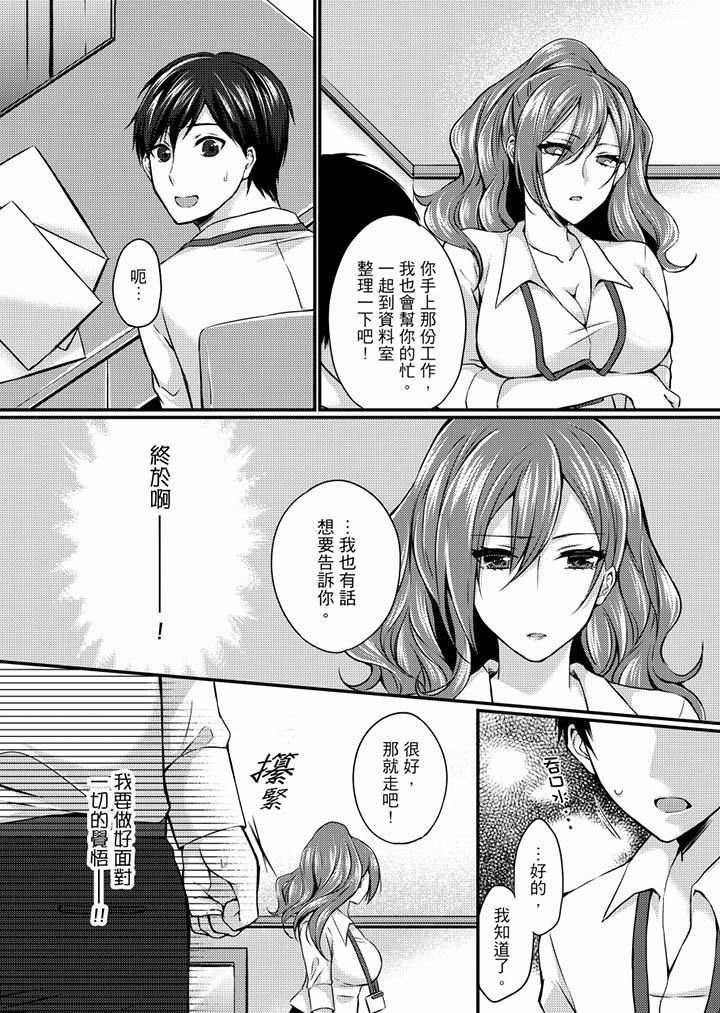 你手上那份工作，
我也會幫你的忙。
一起到資料室
整理一下吧！
呃…
…我也有話
想要告訴你。
終於啊──！
吞口水…
…好的，
我知道了。
很好，
那就走吧！
攥緊
我要做好面對
一切的覺悟──!!